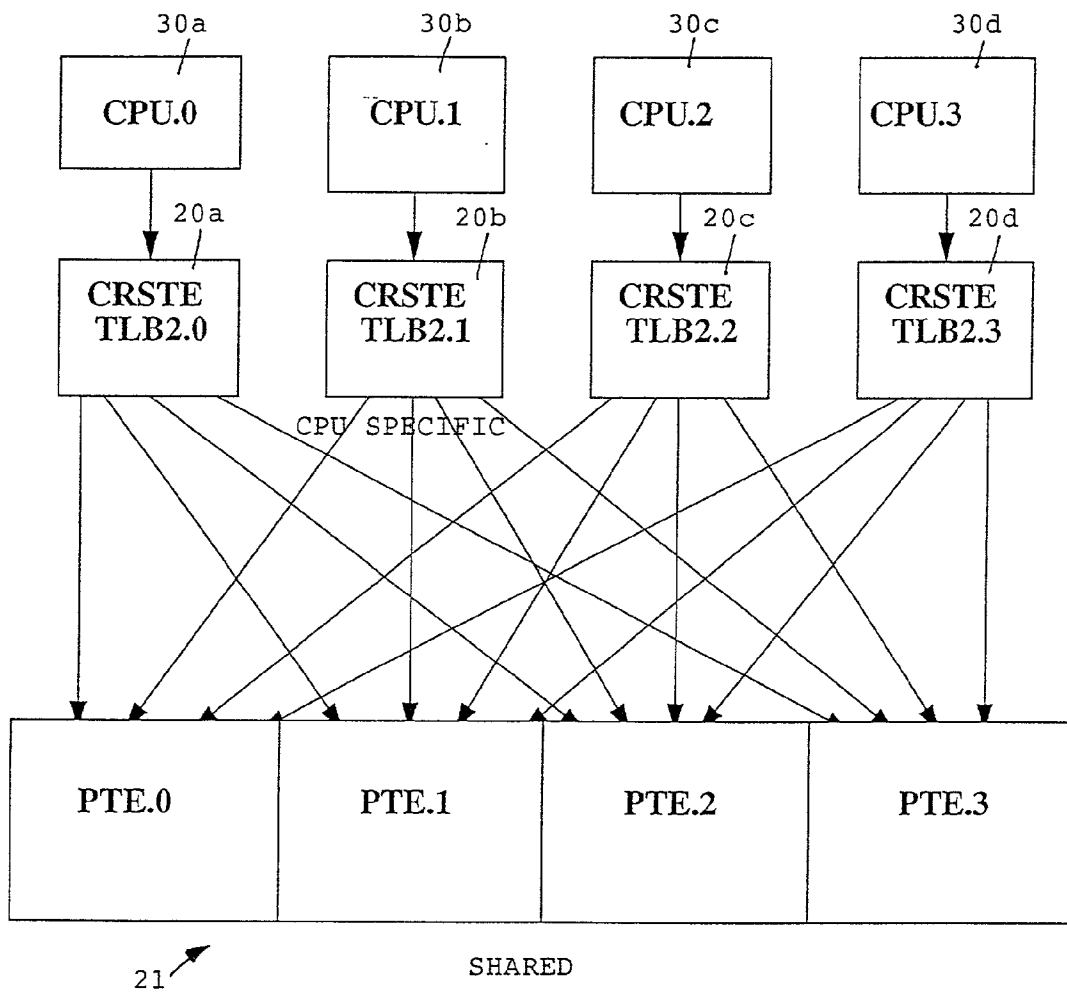 30a 30b 30c 30d
CPU.0 CPU.1 CPU.2 CPU.3
20a 20b 20c 20d
CRSTE CRSTE CRSTE CRSTE
TLB2.0 TLB2.1 TLB2.2 TLB2.3
CPU SPECIFIC
PTE.0 PTE.1 PTE.2 PTE.3
21 SHARED